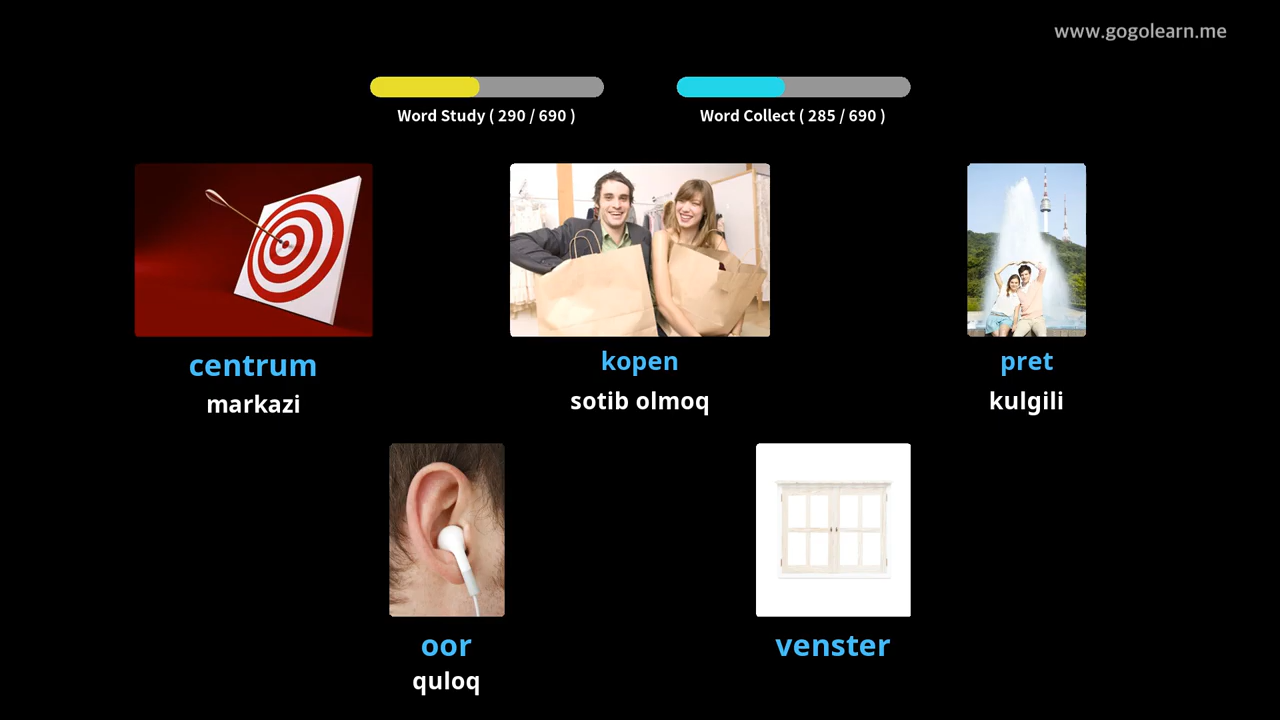 www.gogolearn.me
Word Study ( 290 / 690 )
Word Collect ( 285 / 690 )
centrum
markazi
kopen
sotib olmoq
pret
kulgili
oor
quloq
venster